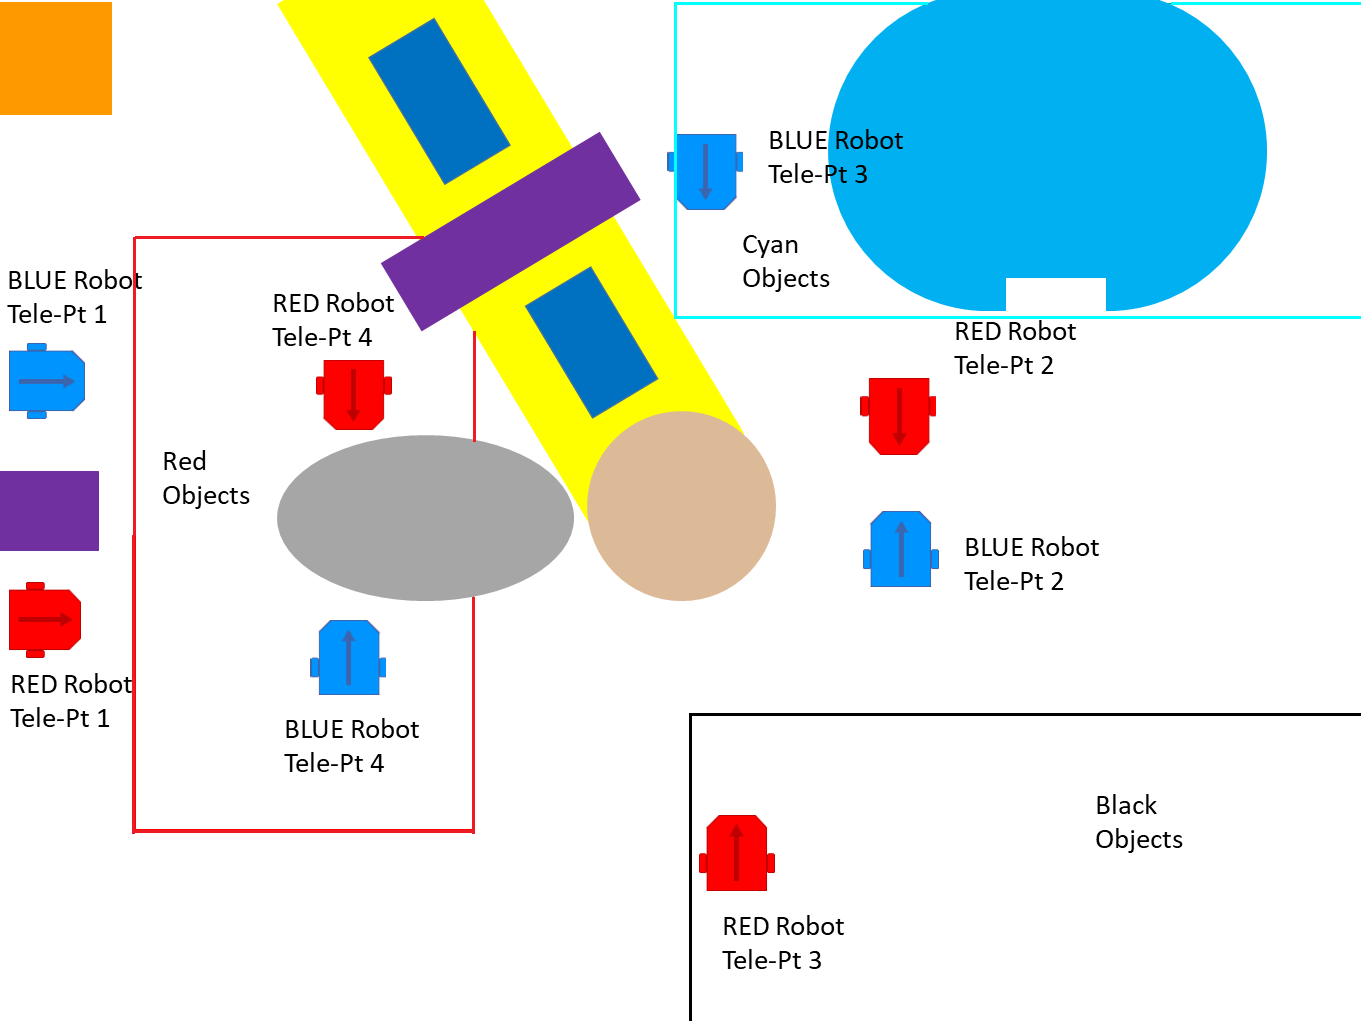 BLUE Robot
Tele-Pt 3
Cyan
Objects
BLUE Robot
Tele-Pt 1
RED Robot
Tele-Pt 4
RED Robot
Tele-Pt 2
Red
Objects
BLUE Robot
Tele-Pt 2
RED Robot
Tele-Pt 1
BLUE Robot
Tele-Pt 4
Black
Objects
RED Robot
Tele-Pt 3